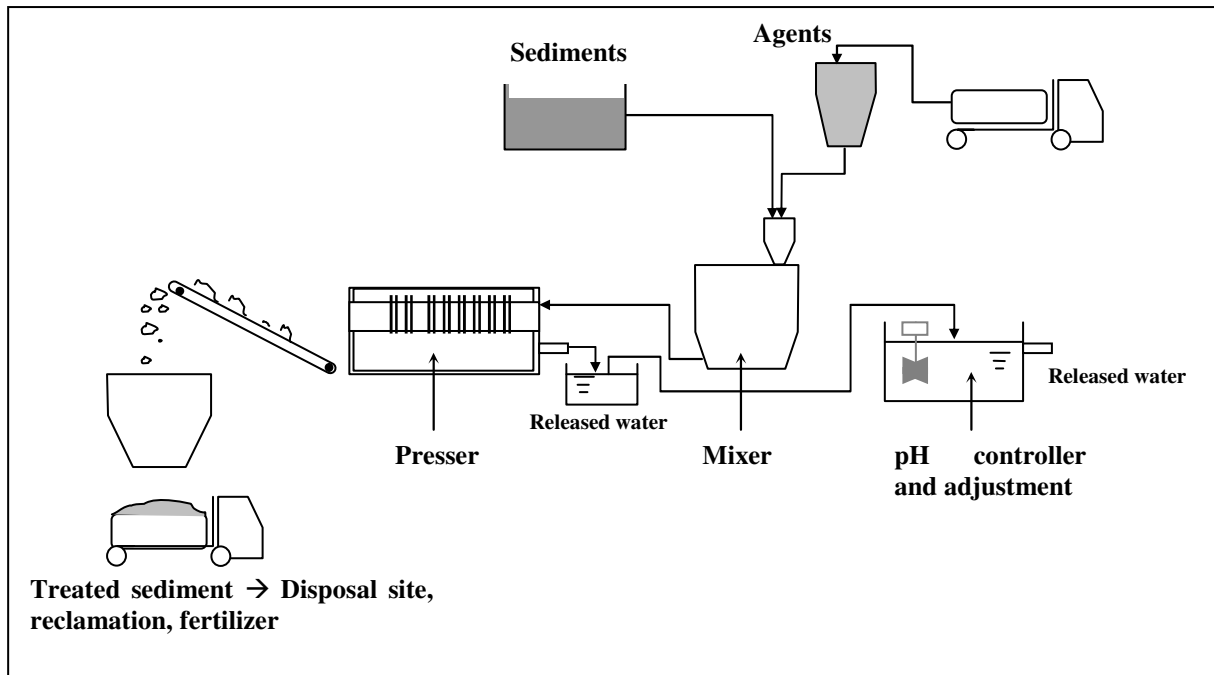 Agents
Sediments
Released water
Released water
Presser
Mixer
pH controller
and adjustment
Treated sediment → Disposal site,
reclamation, fertilizer